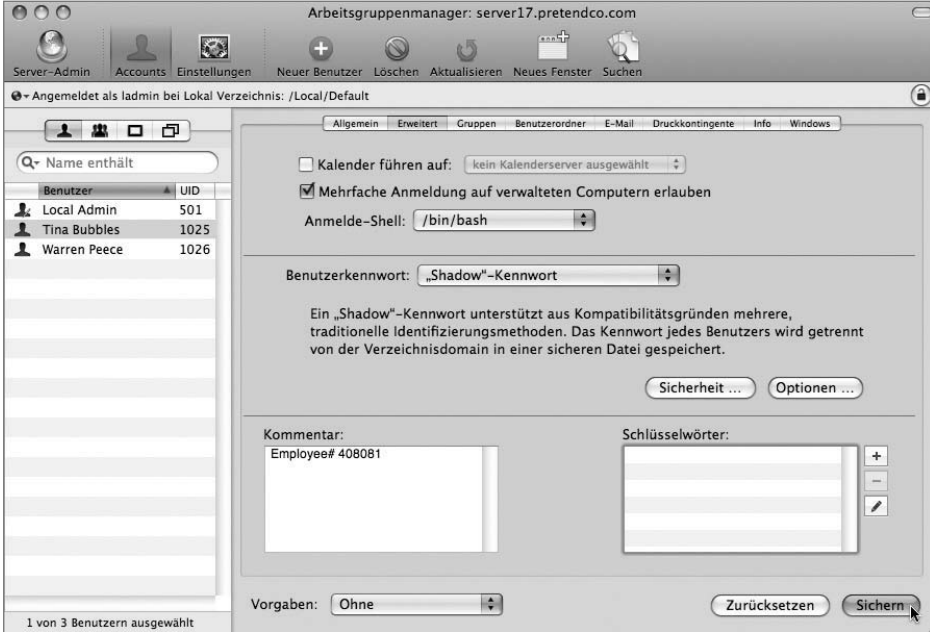 Arbeitsgruppenmanager: server17.pretendco.com
Server-Admin Accounts Einstellungen Neuer Benutzer Löschen Aktualisieren Neues Fenster Suchen
Angemeldet als ladmin bei Lokal Verzeichnis: /Local/Default
Allgemein Erweitert Gruppen Benutzerordner E-Mail Druckkontingente Info Windows
Name enthält
Benutzer UID
Local Admin 501
Tina Bubbles 1025
Warren Peece 1026
1 von 3 Benutzern ausgewählt
Kalender führen auf: kein Kalenderserver ausgewählt
Mehrfache Anmeldung auf verwalteten Computern erlauben
Anmelde-Shell: /bin/bash
Benutzerkennwort: „Shadow“-Kennwort
Ein „Shadow“-Kennwort unterstützt aus Kompatibilitätsgründen mehrere,
traditionelle Identifizierungsmethoden. Das Kennwort jedes Benutzers wird getrennt
von der Verzeichnisdomain in einer sicheren Datei gespeichert.
Sicherheit ... Optionen ...
Kommentar: Schlüsselwörter:
Employee# 408081
Vorgaben: Ohne Zurücksetzen Sichern